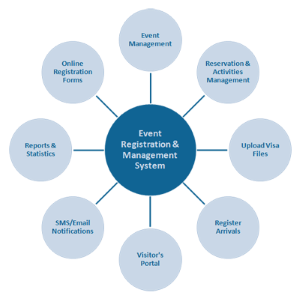 Event
Management
Online
Registration
Forms
Reservation &
Activities
Management
Reports &
Statistics
Event
Registration &
Management
System
Upload Visa
Files
SMS/Email
Notifications
Register
Arrivals
Visitor's
Portal